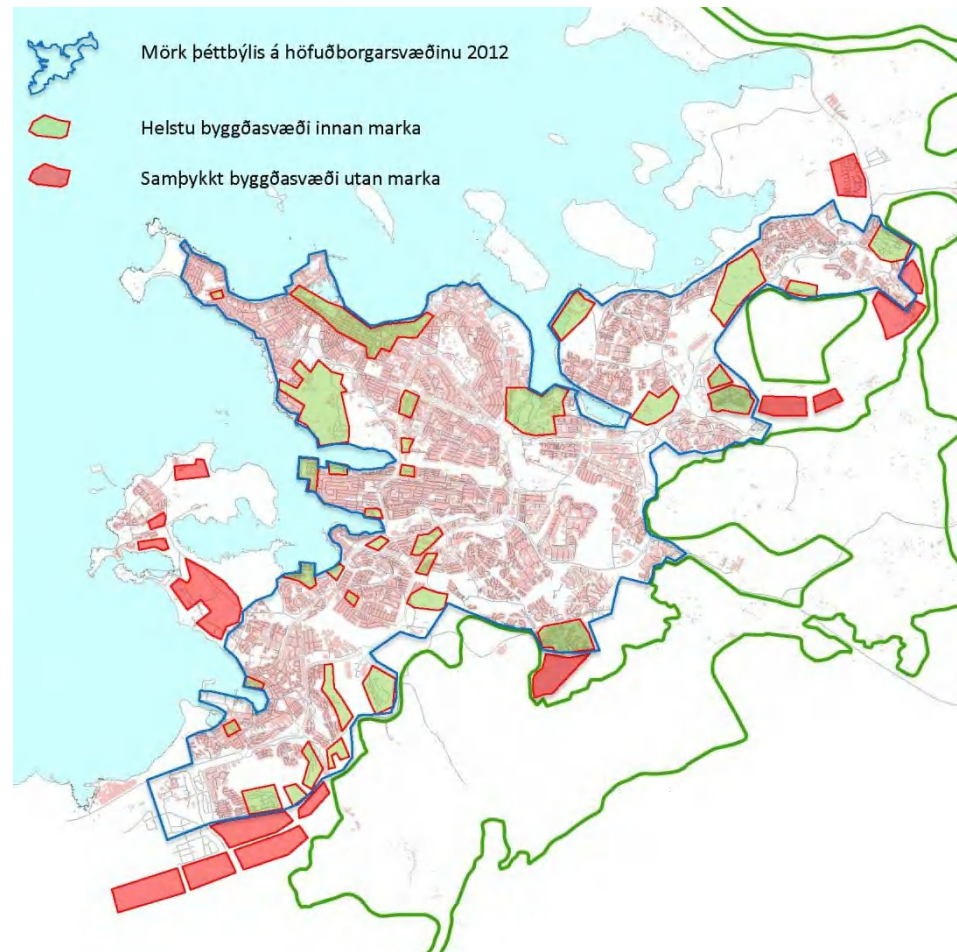 Mörk þéttbýlis á höfuðborgarsvæðinu 2012
Helstu byggðasvæði innan marka
Samþykkt byggðasvæði utan marka